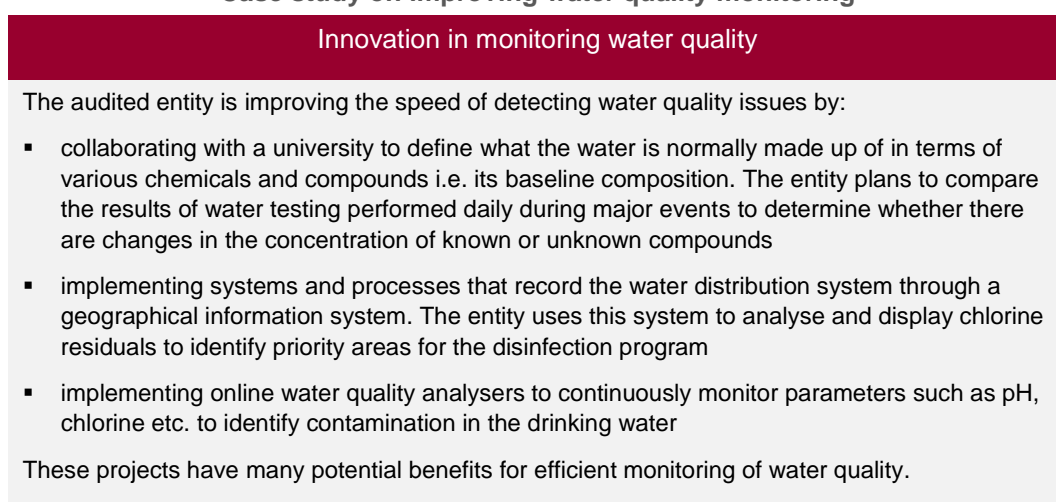 Case study on improving water quality monitoring
Innovation in monitoring water quality
The audited entity is improving the speed of detecting water quality issues by:
▪ collaborating with a university to define what the water is normally made up of in terms of
various chemicals and compounds i.e. its baseline composition. The entity plans to compare
the results of water testing performed daily during major events to determine whether there
are changes in the concentration of known or unknown compounds
▪ implementing systems and processes that record the water distribution system through a
geographical information system. The entity uses this system to analyse and display chlorine
residuals to identify priority areas for the disinfection program
▪ implementing online water quality analysers to continuously monitor parameters such as pH,
chlorine etc. to identify contamination in the drinking water
These projects have many potential benefits for efficient monitoring of water quality.